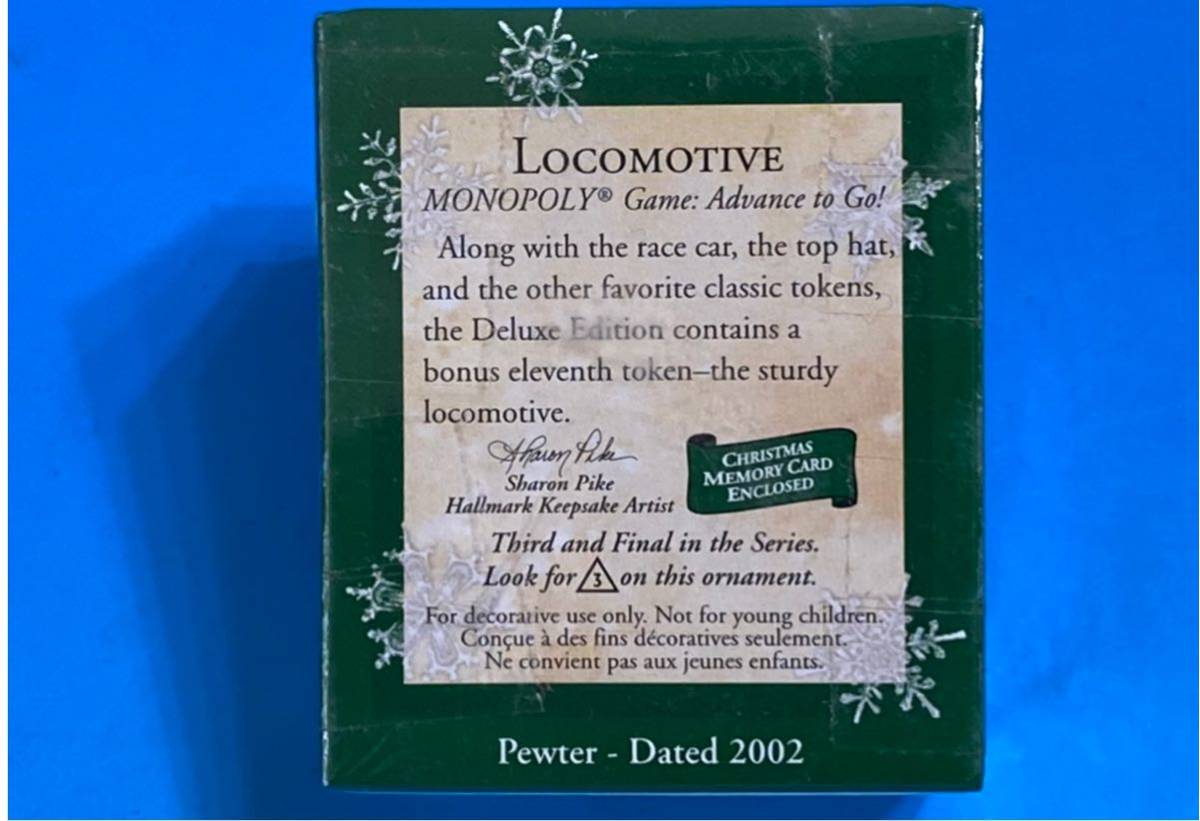 LOCOMOTIVE
MONOPOLY® Game: Advance to Go!
Along with the race car, the top hat,
and the other favorite classic tokens,
the Deluxe Edition contains a
bonus eleventh token–the sturdy
locomotive.
Sharon Pike
Sharon Pike
Hallmark Keepsake Artist
CHRISTMAS
MEMORY CARD
ENCLOSED
Third and Final in the Series.
Look for 3 on this ornament.
For decorative use only. Not for young children.
Conçue à des fins décoratives seulement.
Ne convient pas aux jeunes enfants.
Pewter - Dated 2002